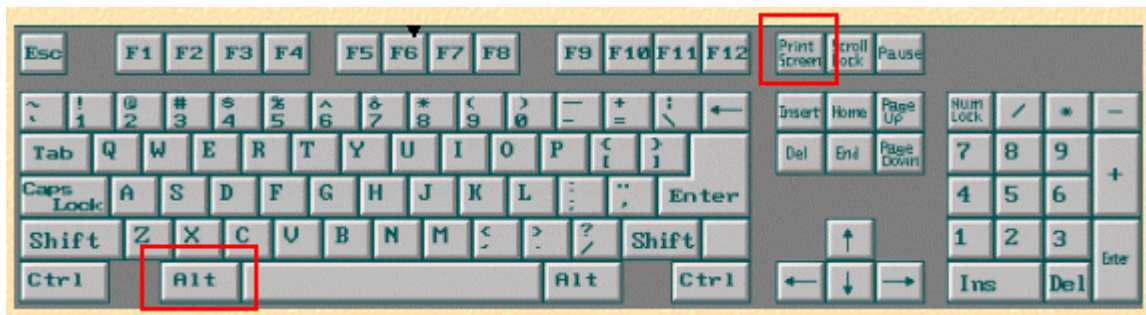 Esc F1 F2 F3 F4 F5 F6 F7 F8 F9 F10 F11 F12 Print Screen Scroll Lock Pause
~ ` ! 1 @ 2 # 3 $ 4 % 5 ^ 6 & 7 * 8 ( 9 ) 0 — - + = ¦ \ ← Insert Home Page Up Num Lock / * —
Tab Q W E R T Y U I O P { [ } ] Del End Page Down 7 8 9 +
Caps Lock A S D F G H J K L : ; " , Enter 4 5 6
Shift Z X C V B N M < , > . ? / Shift ↑ 1 2 3 Enter
Ctrl Alt Alt Ctrl ← ↓ → Ins Del